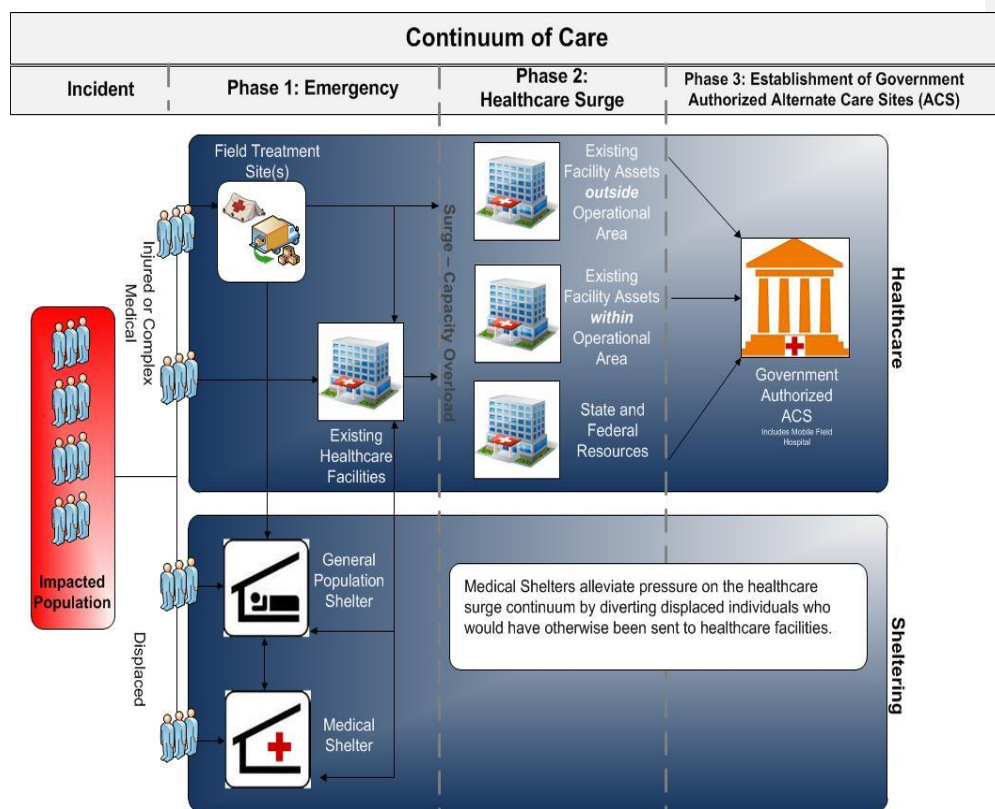 Continuum of Care
Incident
Phase 1: Emergency
Phase 2:
Healthcare Surge
Phase 3: Establishment of Government
Authorized Alternate Care Sites (ACS)
Field Treatment
Site(s)
Injured or Complex
Medical
Existing
Healthcare
Facilities
Surge – Capacity Overload
Existing
Facility Assets
outside
Operational
Area
Existing
Facility Assets
within
Operational
Area
State and
Federal
Resources
Government
Authorized
ACS
Includes Mobile Field
Hospital
Healthcare
Impacted
Population
Displaced
General
Population
Shelter
Medical
Shelter
Medical Shelters alleviate pressure on the healthcare
surge continuum by diverting displaced individuals who
would have otherwise been sent to healthcare facilities.
Sheltering